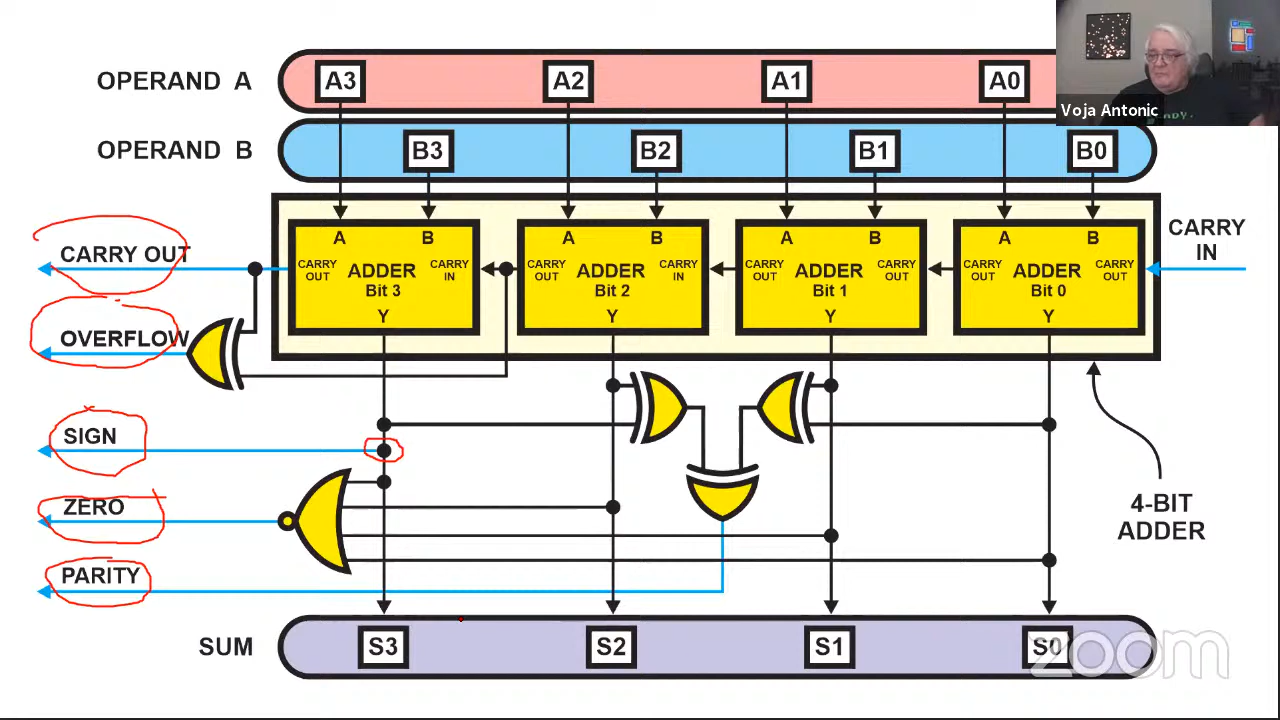 OPERAND A
A3 A2 A1 A0
Voja Antonic
OPERAND B
B3 B2 B1 B0
CARRY IN
A B A B A B A B
CARRY OUT
CARRY OUT ADDER Bit 3 Y CARRY IN
CARRY OUT ADDER Bit 2 Y CARRY IN
CARRY OUT ADDER Bit 1 Y CARRY OUT
CARRY OUT ADDER Bit 0 Y CARRY OUT
OVERFLOW
SIGN
ZERO
4-BIT
ADDER
PARITY
SUM
S3 S2 S1 S0
zoom